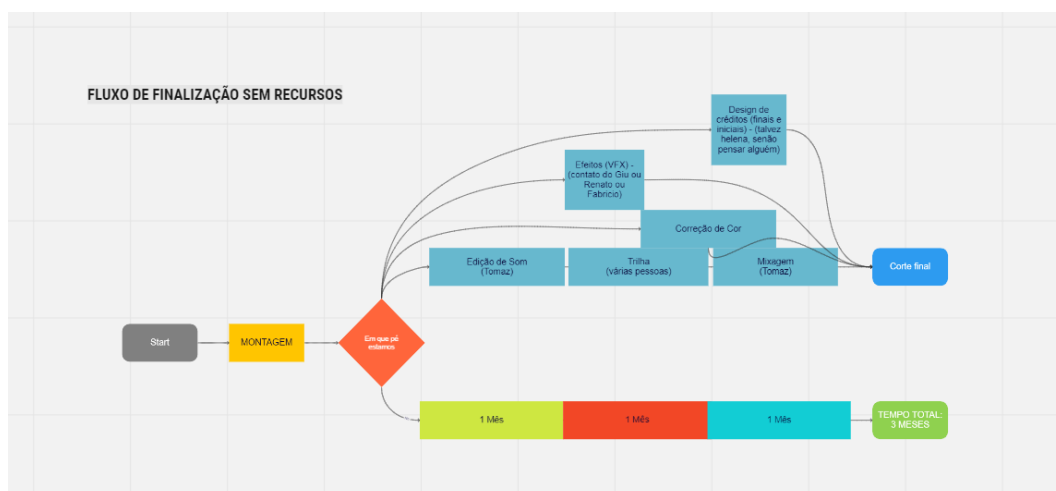 FLUXO DE FINALIZAÇÃO SEM RECURSOS
Design de
créditos (finais e
iniciais) - (talvez
helena, senão
pensar alguém)
Efeitos (VFX) -
(contato do Giu ou
Renato ou
Fabricio)
Correção de Cor
Edição de Som
(Tomaz)
Trilha
(várias pessoas)
Mixagem
(Tomaz)
Corte final
Start
MONTAGEM
Em que pé
estamos
1 Mês
1 Mês
1 Mês
TEMPO TOTAL:
3 MESES